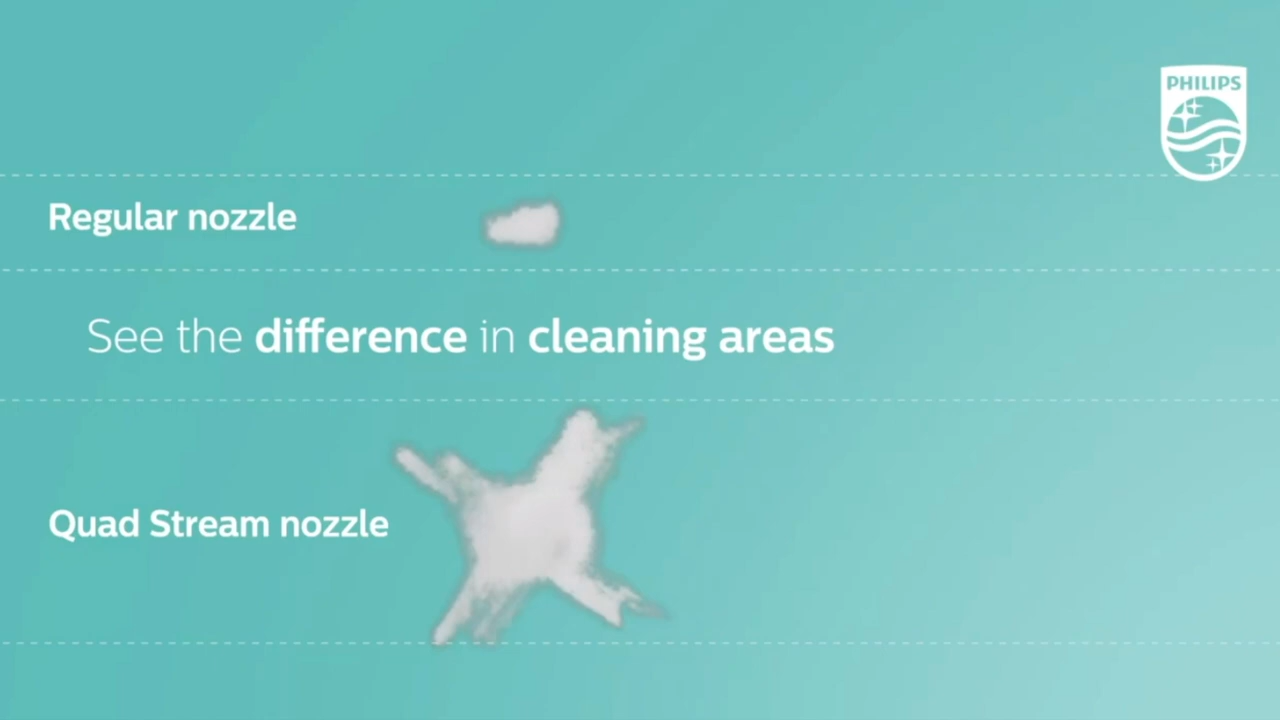 PHILIPS
Regular nozzle
See the difference in cleaning areas
Quad Stream nozzle